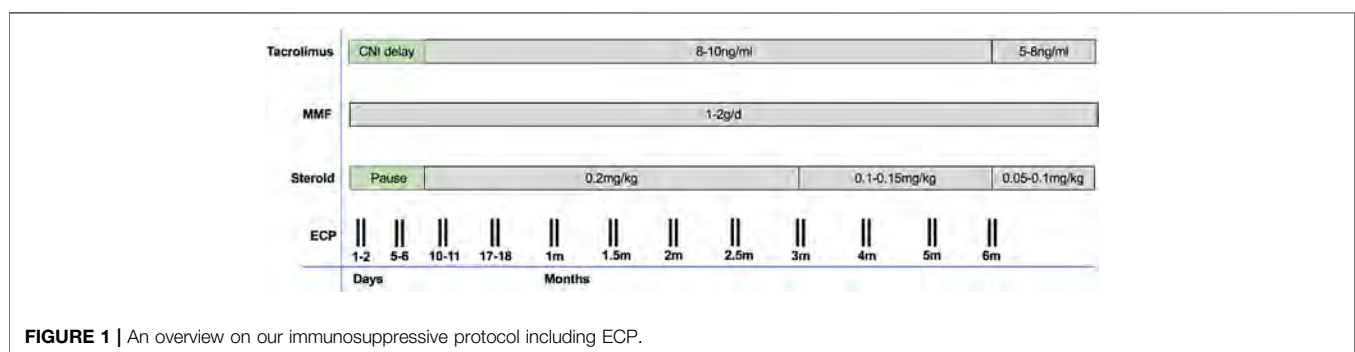 Tacrolimus CNI delay 8-10ng/ml 5-8ng/ml
MMF 1-2g/d
Steroid Pause 0.2mg/kg 0.1-0.15mg/kg 0.05-0.1mg/kg
ECP
1-2 5-6 10-11 17-18 1m 1.5m 2m 2.5m 3m 4m 5m 6m
Days Months
FIGURE 1 | An overview on our immunosuppressive protocol including ECP.